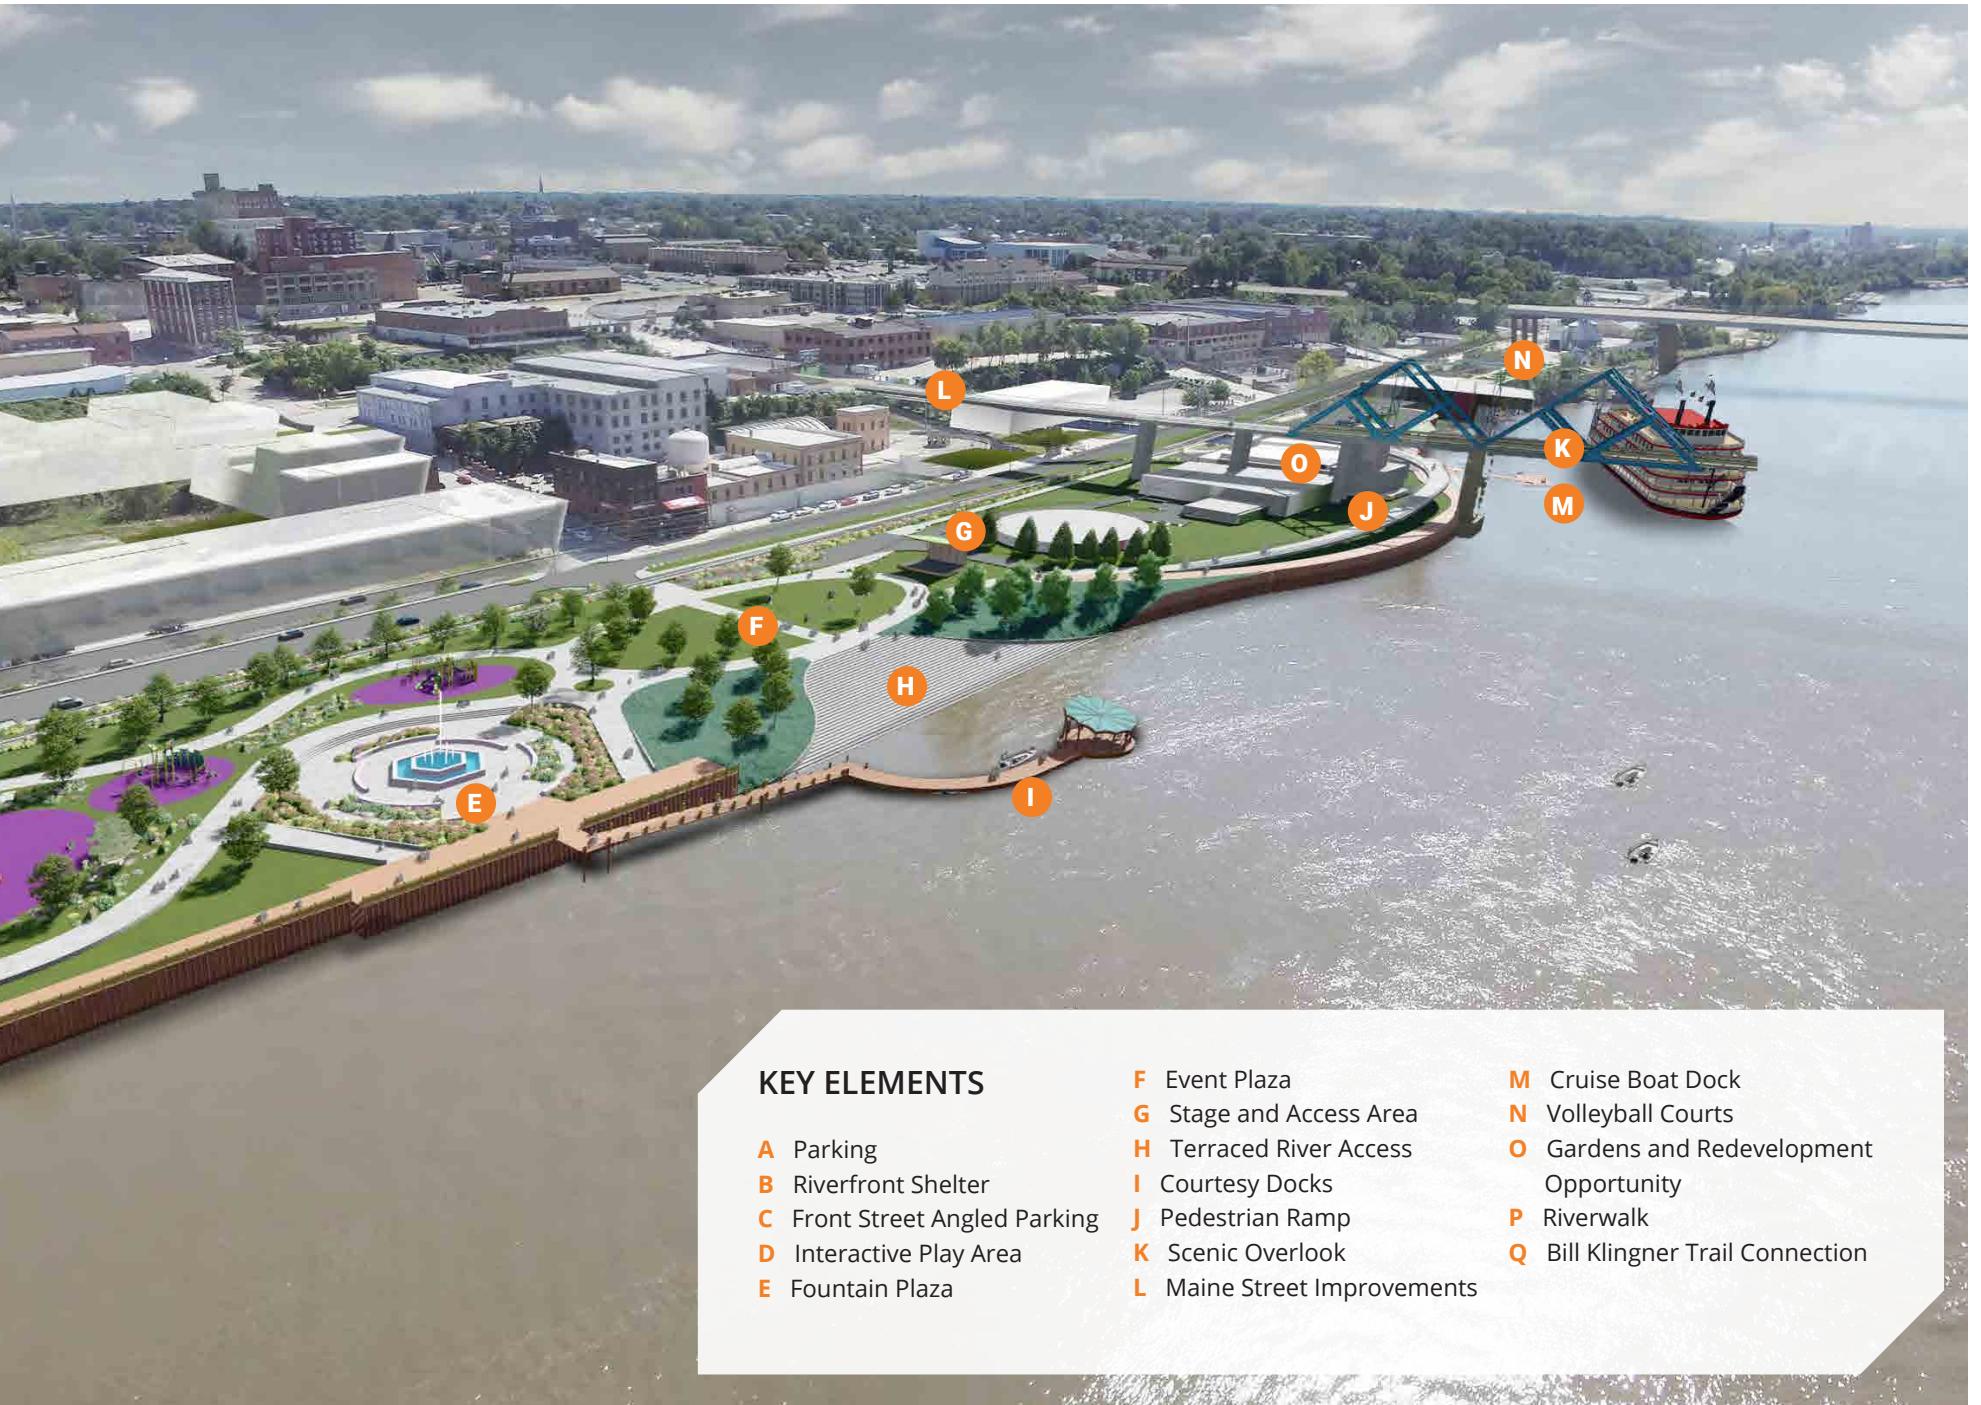 N
L
K
O
M
J
G
F
H
E
I
KEY ELEMENTS
A Parking
B Riverfront Shelter
C Front Street Angled Parking
D Interactive Play Area
E Fountain Plaza
F Event Plaza
G Stage and Access Area
H Terraced River Access
I Courtesy Docks
J Pedestrian Ramp
K Scenic Overlook
L Maine Street Improvements
M Cruise Boat Dock
N Volleyball Courts
O Gardens and Redevelopment
Opportunity
P Riverwalk
Q Bill Klingner Trail Connection